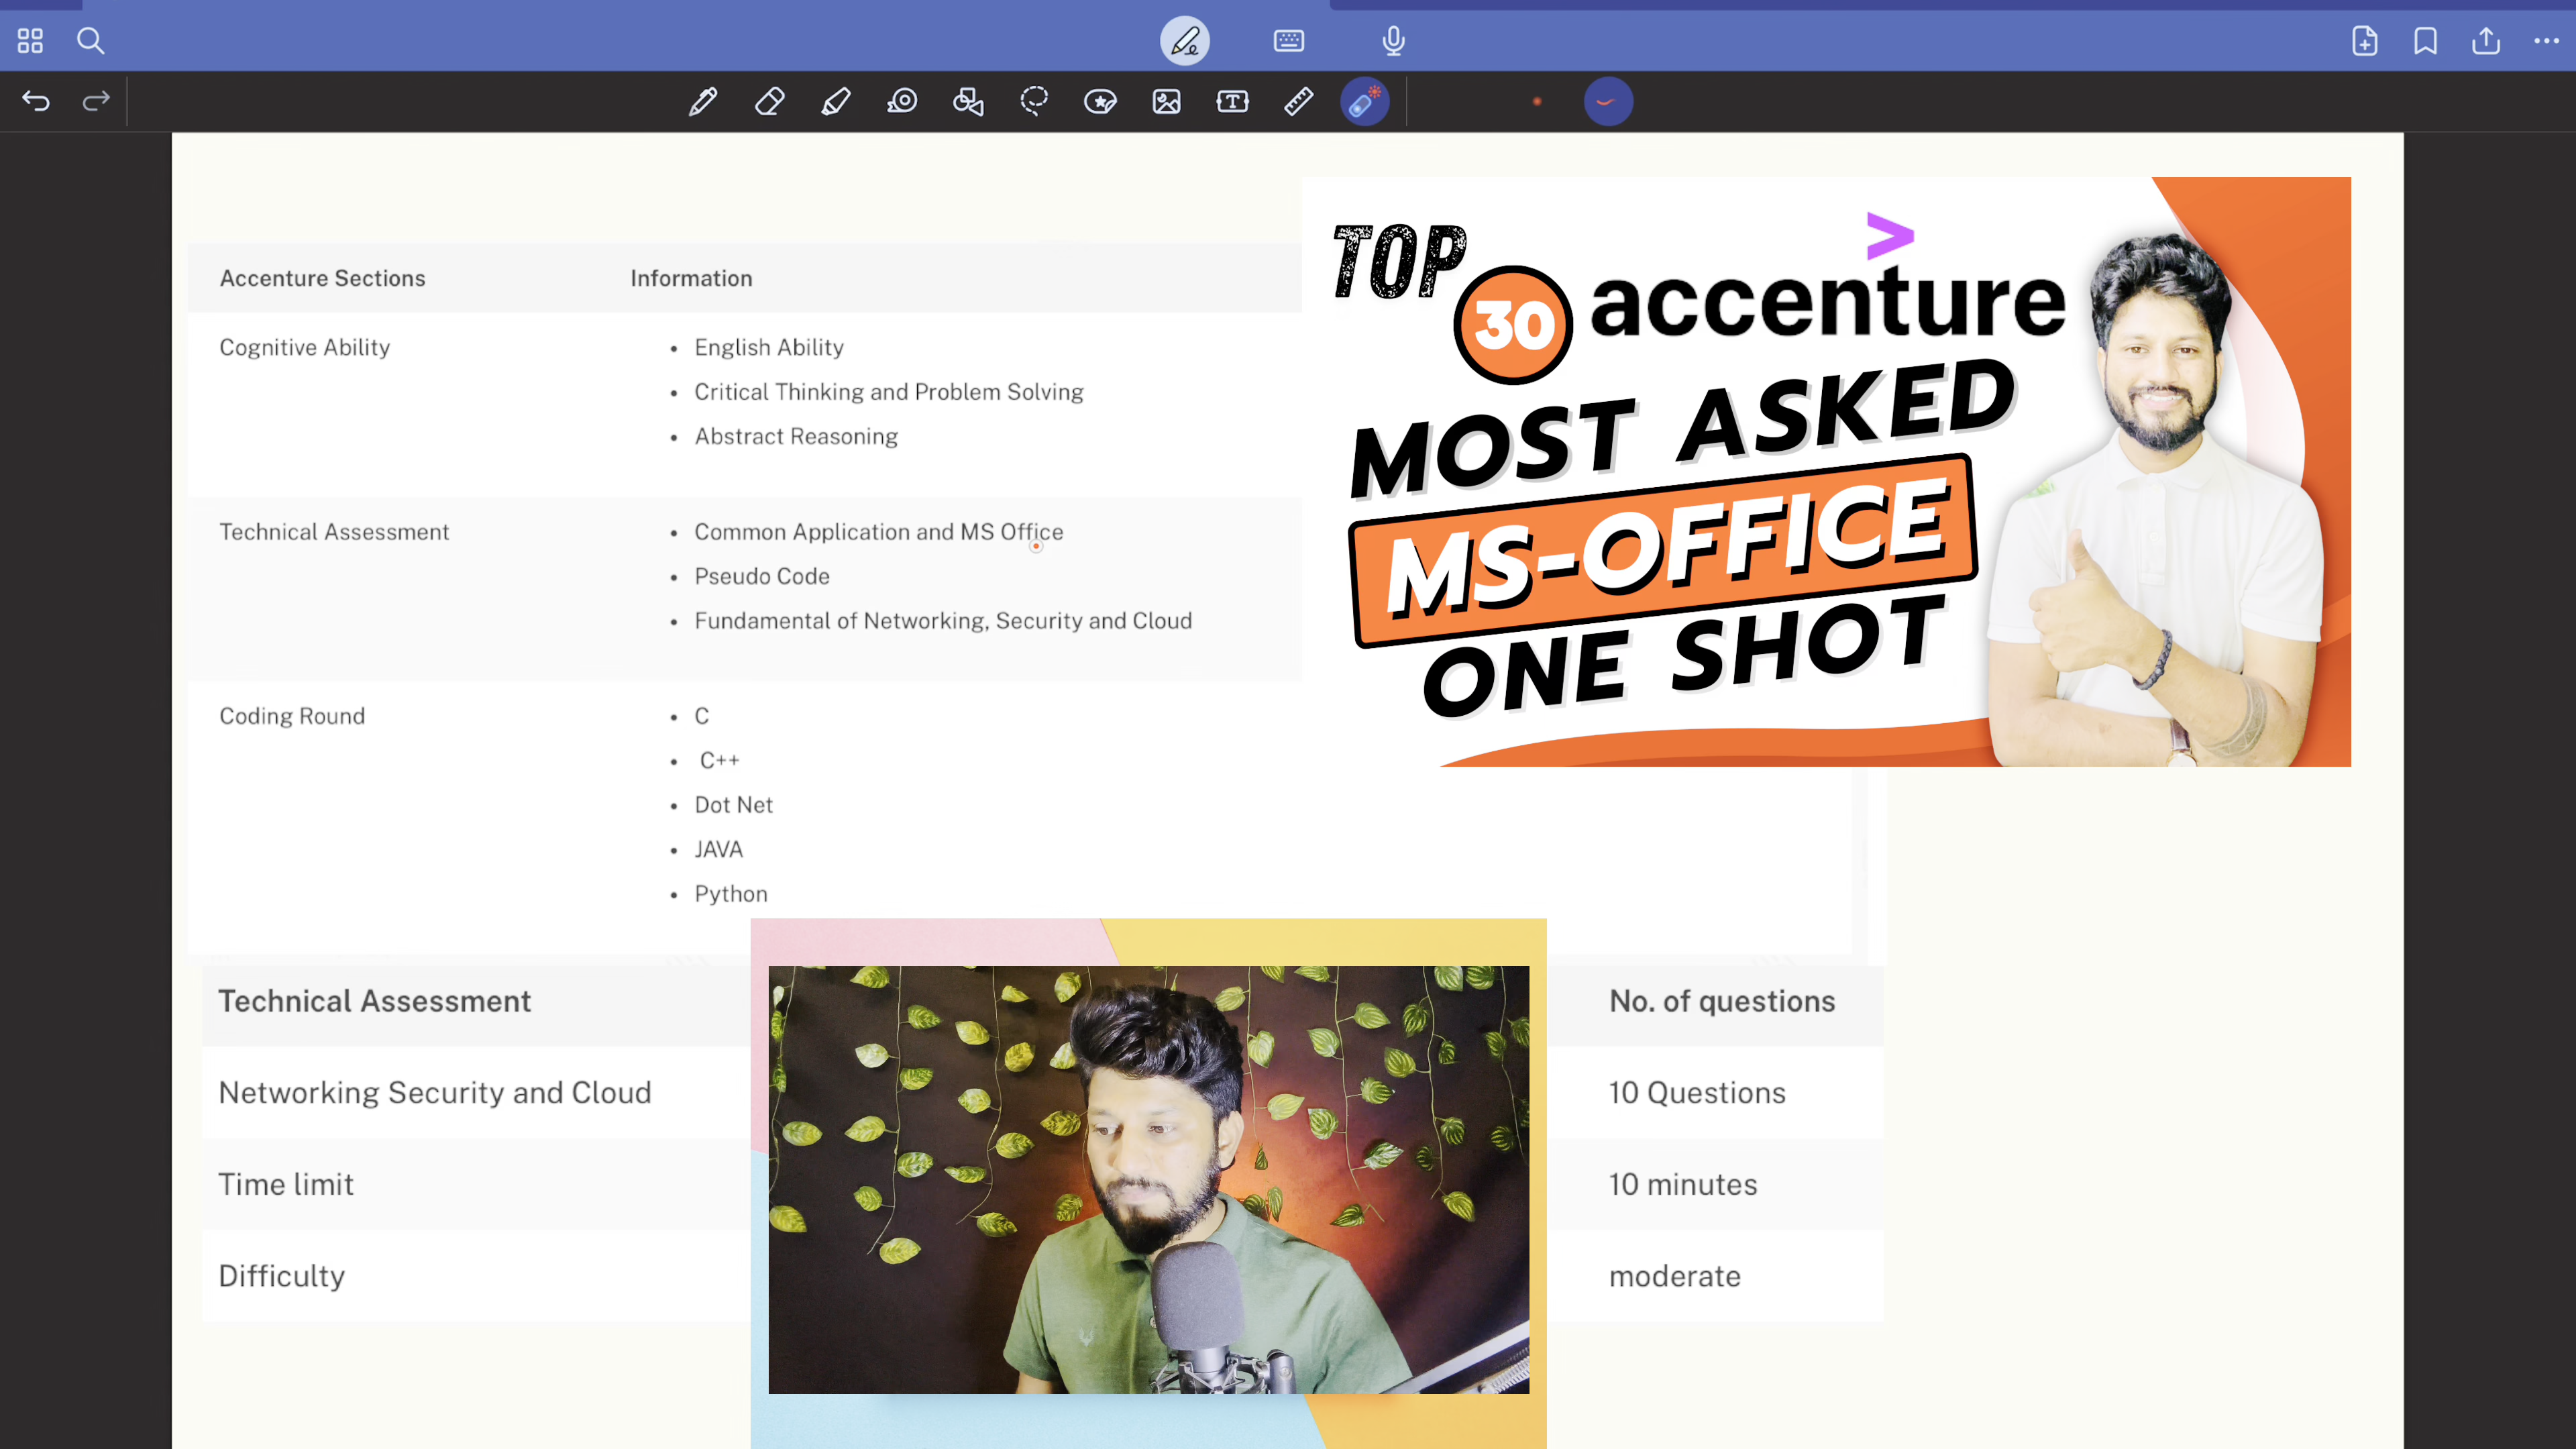 Accenture Sections Information
Cognitive Ability
• English Ability
• Critical Thinking and Problem Solving
• Abstract Reasoning
Technical Assessment
• Common Application and MS Office
• Pseudo Code
• Fundamental of Networking, Security and Cloud
Coding Round
• C
• C++
• Dot Net
• JAVA
• Python
TOP
30 accenture
MOST ASKED
MS-OFFICE
ONE SHOT
Technical Assessment No. of questions
Networking Security and Cloud 10 Questions
Time limit 10 minutes
Difficulty moderate